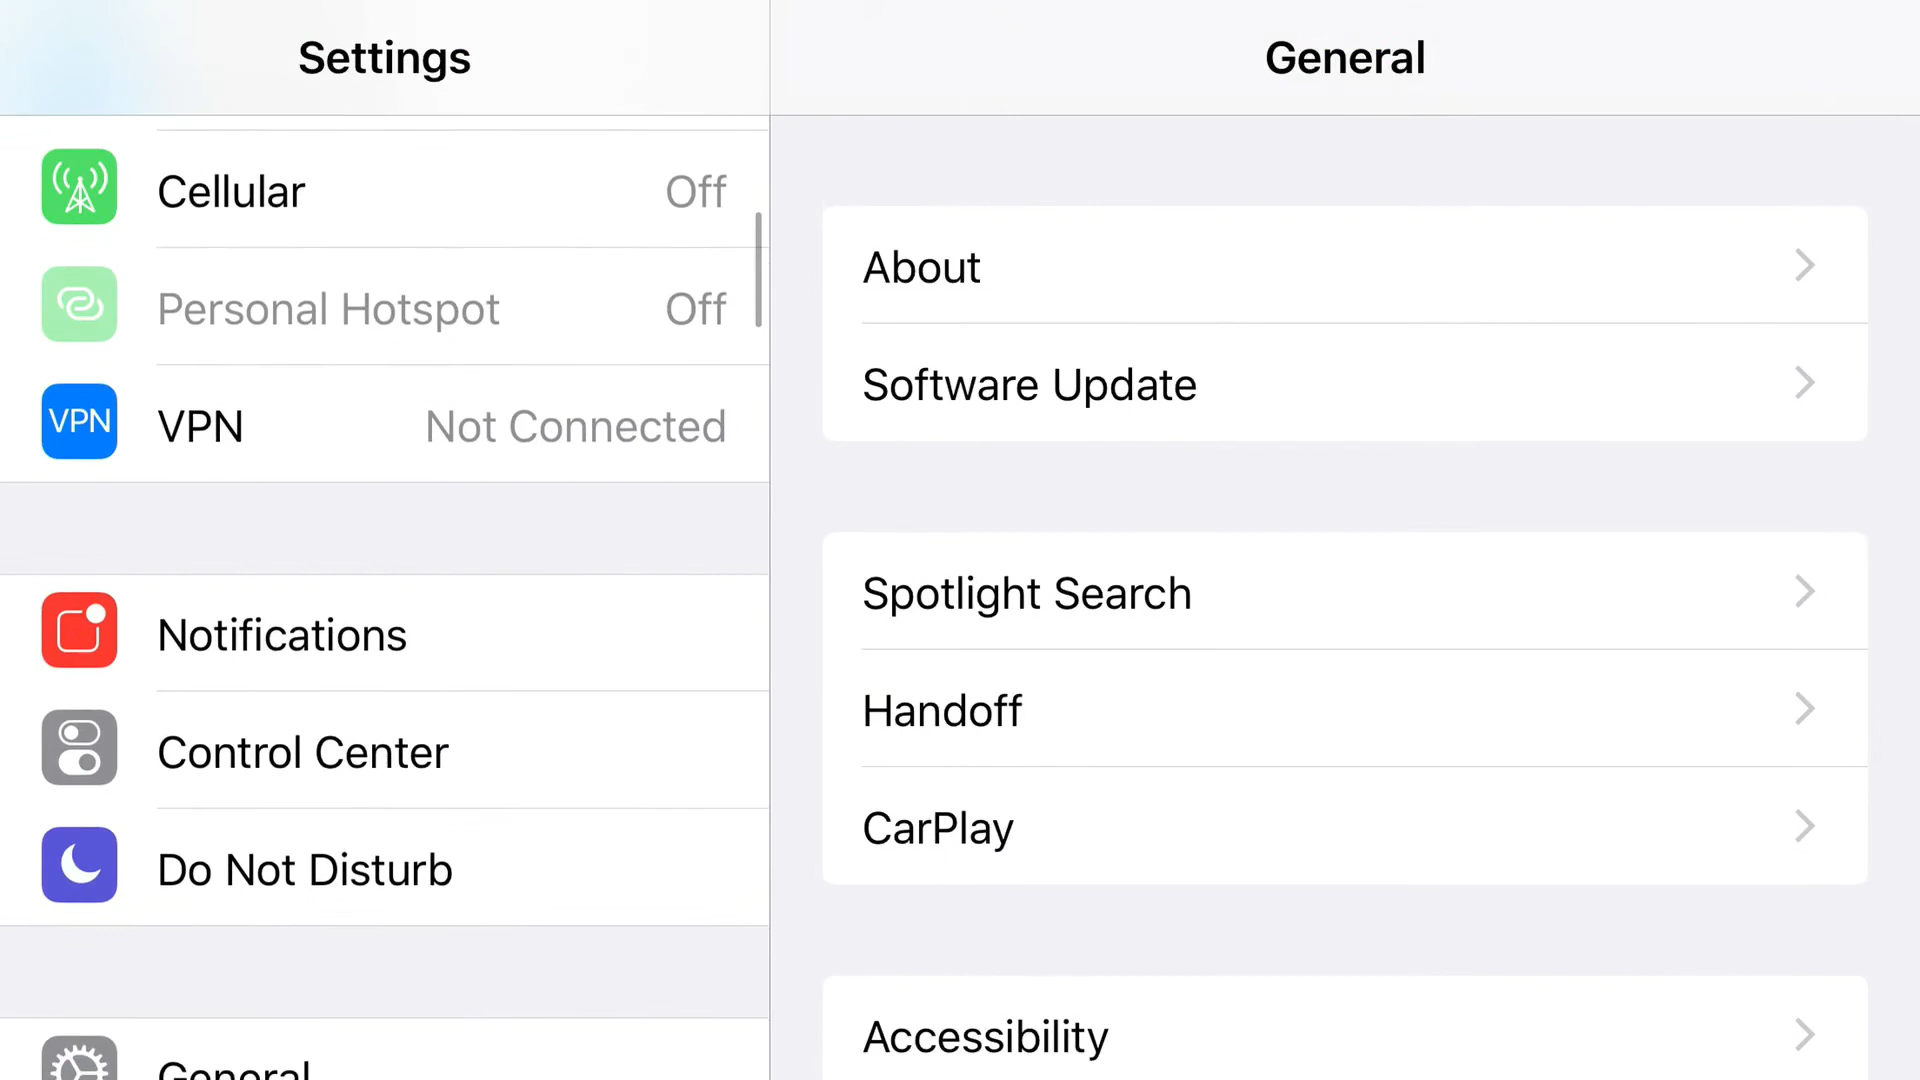 Settings
Cellular Off
Personal Hotspot Off
VPN VPN Not Connected
Notifications
Control Center
Do Not Disturb
General
General
About
Software Update
Spotlight Search
Handoff
CarPlay
Accessibility